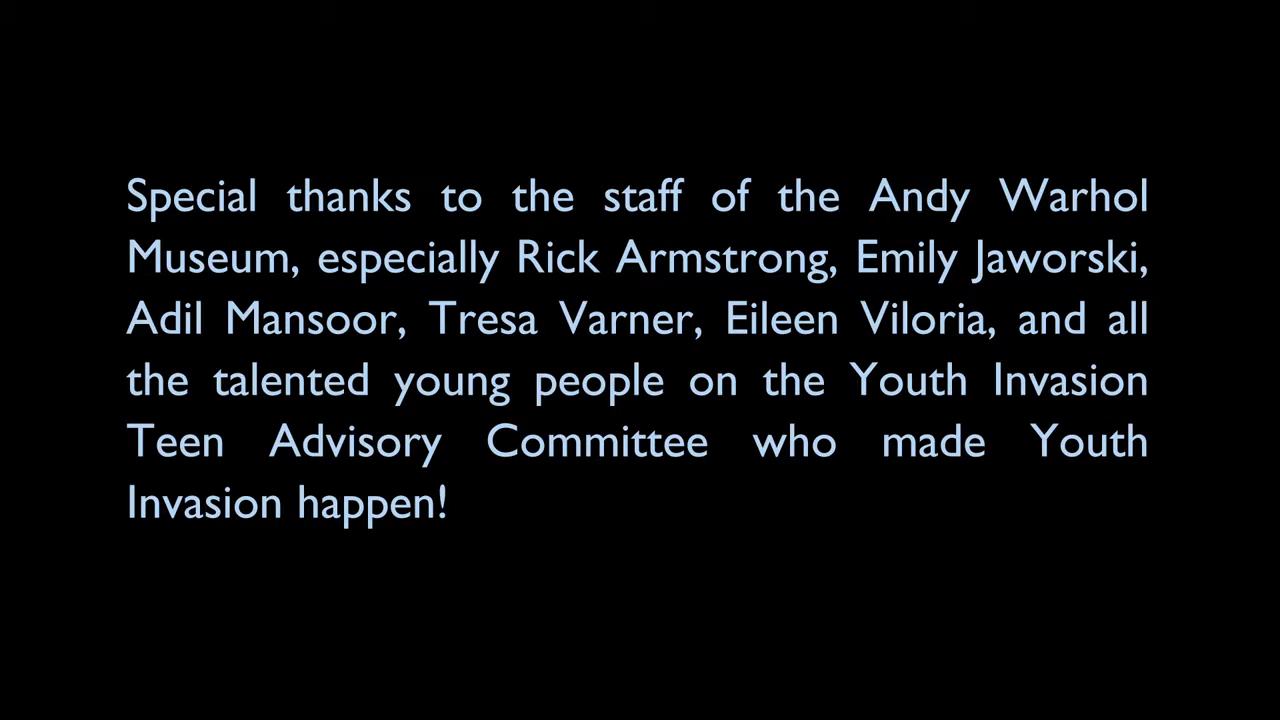 Special thanks to the staff of the Andy Warhol
Museum, especially Rick Armstrong, Emily Jaworski,
Adil Mansoor, Tresa Varner, Eileen Viloria, and all
the talented young people on the Youth Invasion
Teen Advisory Committee who made Youth
Invasion happen!